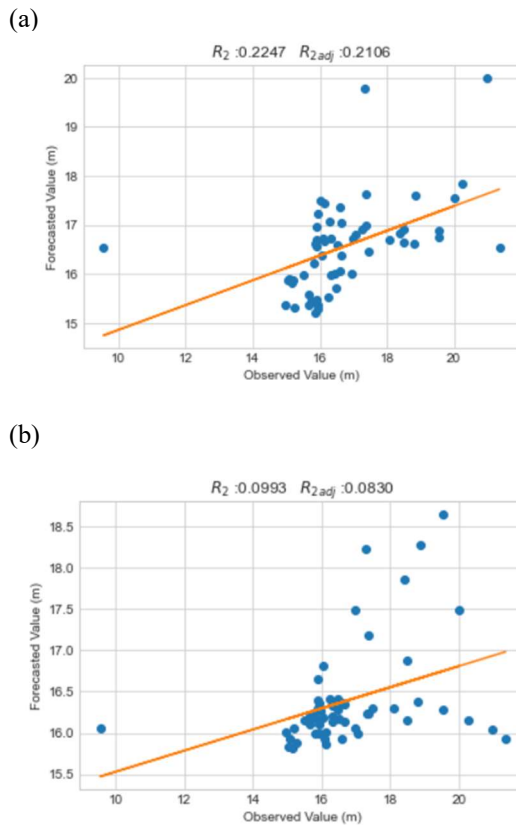 (a)
R2 :0.2247 R2adj :0.2106
20
19
18
17
16
15
Forecasted Value (m)
10 12 14 16 18 20
Observed Value (m)
(b)
R2 :0.0993 R2adj :0.0830
18.5
18.0
17.5
17.0
16.5
16.0
15.5
Forecasted Value (m)
10 12 14 16 18 20
Observed Value (m)